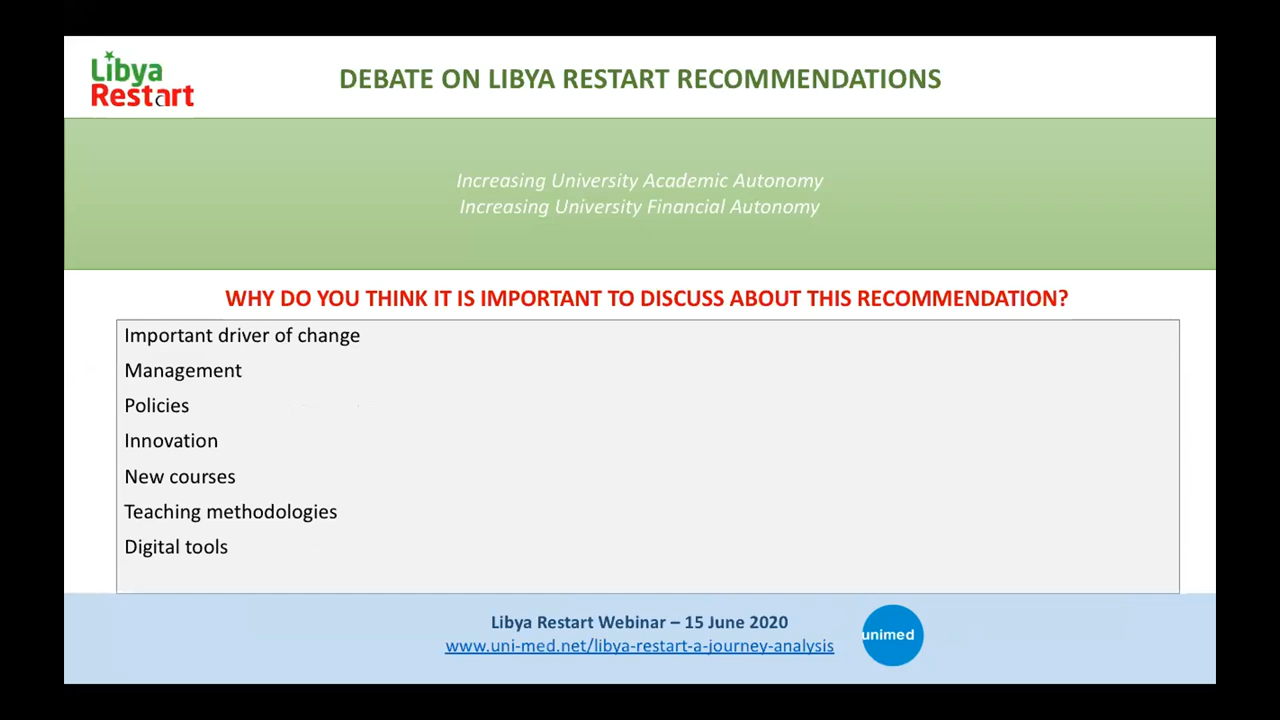 Libya
Restart
DEBATE ON LIBYA RESTART RECOMMENDATIONS
Increasing University Academic Autonomy
Increasing University Financial Autonomy
WHY DO YOU THINK IT IS IMPORTANT TO DISCUSS ABOUT THIS RECOMMENDATION?
Important driver of change
Management
Policies
Innovation
New courses
Teaching methodologies
Digital tools
Libya Restart Webinar – 15 June 2020
www.uni-med.net/libya-restart-a-journey-analysis
unimed